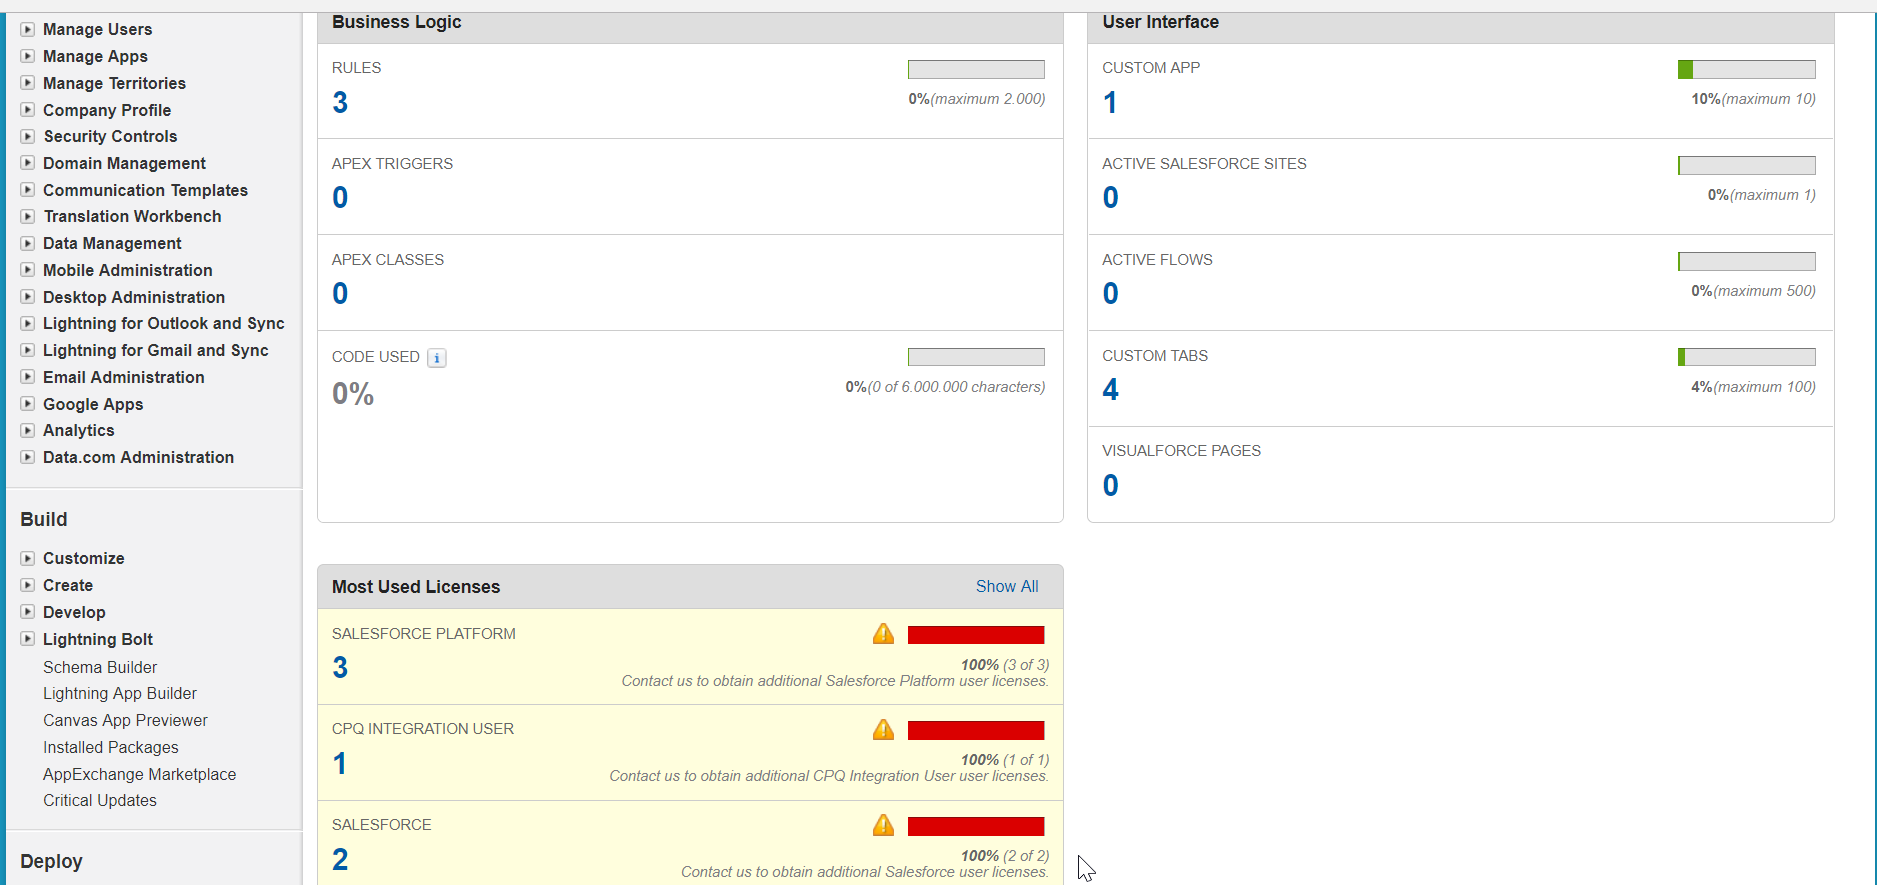 Manage Users
Manage Apps
Manage Territories
Company Profile
Security Controls
Domain Management
Communication Templates
Translation Workbench
Data Management
Mobile Administration
Desktop Administration
Lightning for Outlook and Sync
Lightning for Gmail and Sync
Email Administration
Google Apps
Analytics
Data.com Administration
Build
Customize
Create
Develop
Lightning Bolt
Schema Builder
Lightning App Builder
Canvas App Previewer
Installed Packages
AppExchange Marketplace
Critical Updates
Deploy
Business Logic
RULES
3
0%(maximum 2.000)
APEX TRIGGERS
0
APEX CLASSES
0
CODE USED
0%
0%(0 of 6.000.000 characters)
User Interface
CUSTOM APP
1
10%(maximum 10)
ACTIVE SALESFORCE SITES
0
0%(maximum 1)
ACTIVE FLOWS
0
0%(maximum 500)
CUSTOM TABS
4
4%(maximum 100)
VISUALFORCE PAGES
0
Most Used Licenses
Show All
SALESFORCE PLATFORM
3
100% (3 of 3)
Contact us to obtain additional Salesforce Platform user licenses.
CPQ INTEGRATION USER
1
100% (1 of 1)
Contact us to obtain additional CPQ Integration User user licenses.
SALESFORCE
2
100% (2 of 2)
Contact us to obtain additional Salesforce user licenses.